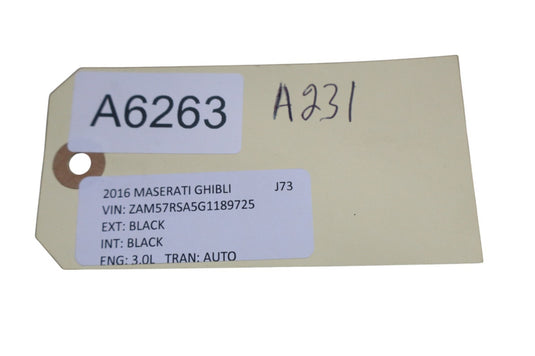 A6263
A231
2016 MASERATI GHIBLI J73
VIN: ZAM57RSA5G1189725
EXT: BLACK
INT: BLACK
ENG: 3.0L TRAN: AUTO